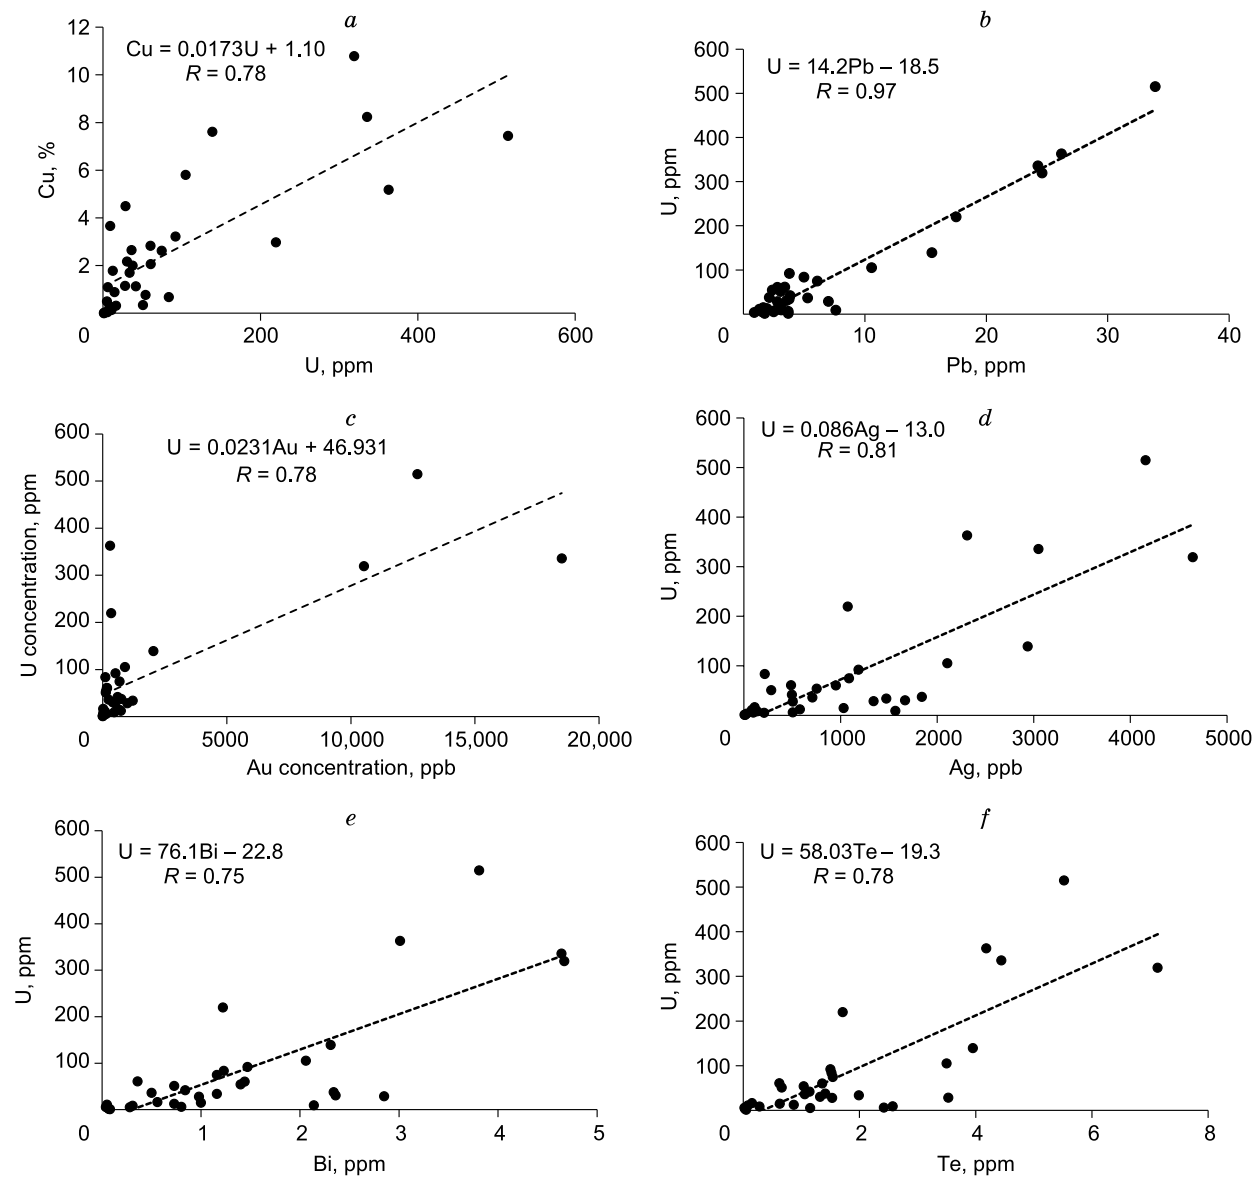 a
Cu = 0.0173U + 1.10
R = 0.78
12
10
8
6
4
2
Cu, %
200
400
600
U, ppm
b
U = 14.2Pb – 18.5
R = 0.97
600
500
400
300
200
100
U, ppm
0
10
20
30
40
Pb, ppm
c
U = 0.0231Au + 46.931
R = 0.78
600
500
400
300
200
100
U concentration, ppm
0
5000
10,000
15,000
20,000
Au concentration, ppb
d
U = 0.086Ag – 13.0
R = 0.81
600
500
400
300
200
100
U, ppm
0
1000
2000
3000
4000
5000
Ag, ppb
e
U = 76.1Bi – 22.8
R = 0.75
600
500
400
300
200
100
U, ppm
0
1
2
3
4
5
Bi, ppm
f
U = 58.03Te – 19.3
R = 0.78
600
500
400
300
200
100
U, ppm
0
2
4
6
8
Te, ppm